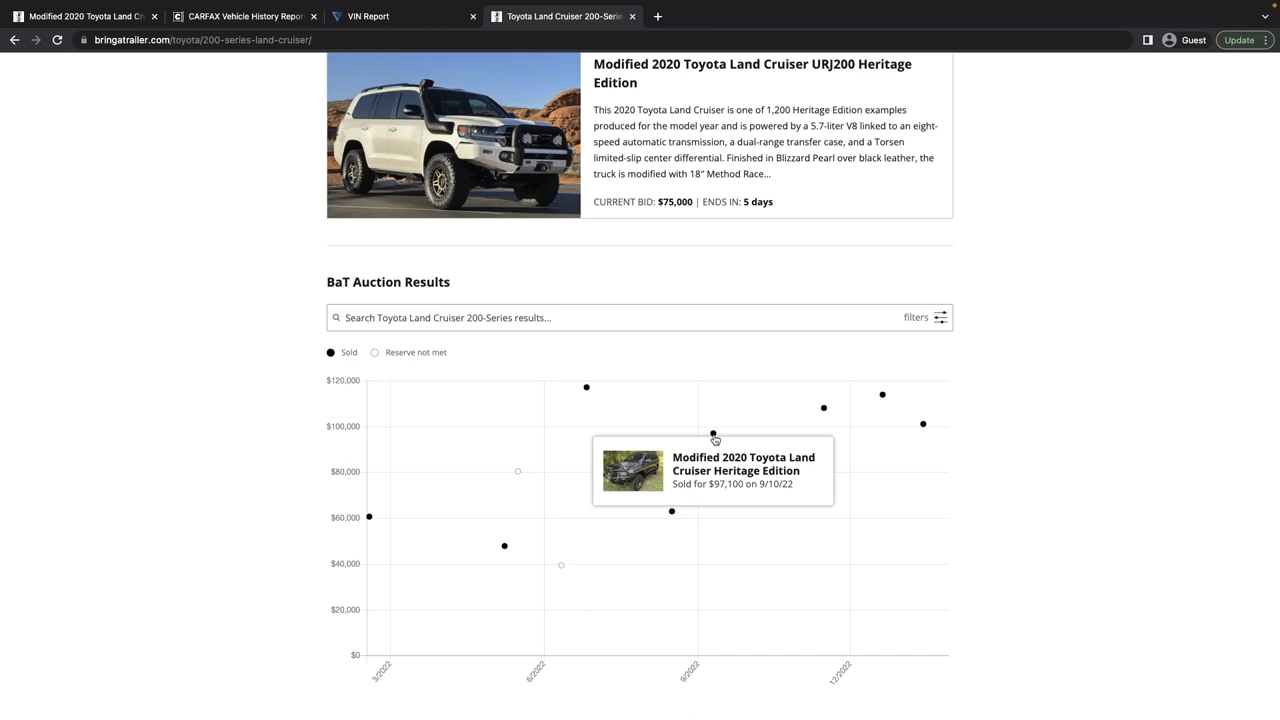 Modified 2020 Toyota Land Cr
CARFAX Vehicle History Repor
VIN Report
Toyota Land Cruiser 200-Serie
bringatrailer.com/toyota/200-series-land-cruiser/
Guest
Update
Modified 2020 Toyota Land Cruiser URJ200 Heritage
Edition
This 2020 Toyota Land Cruiser is one of 1,200 Heritage Edition examples
produced for the model year and is powered by a 5.7-liter V8 linked to an eight-
speed automatic transmission, a dual-range transfer case, and a Torsen
limited-slip center differential. Finished in Blizzard Pearl over black leather, the
truck is modified with 18″ Method Race...
CURRENT BID: $75,000 | ENDS IN: 5 days
BaT Auction Results
Search Toyota Land Cruiser 200-Series results...
filters
Sold
Reserve not met
$120,000
$100,000
$80,000
$60,000
$40,000
$20,000
$0
Modified 2020 Toyota Land
Cruiser Heritage Edition
Sold for $97,100 on 9/10/22
3/2022
6/2022
9/2022
12/2022